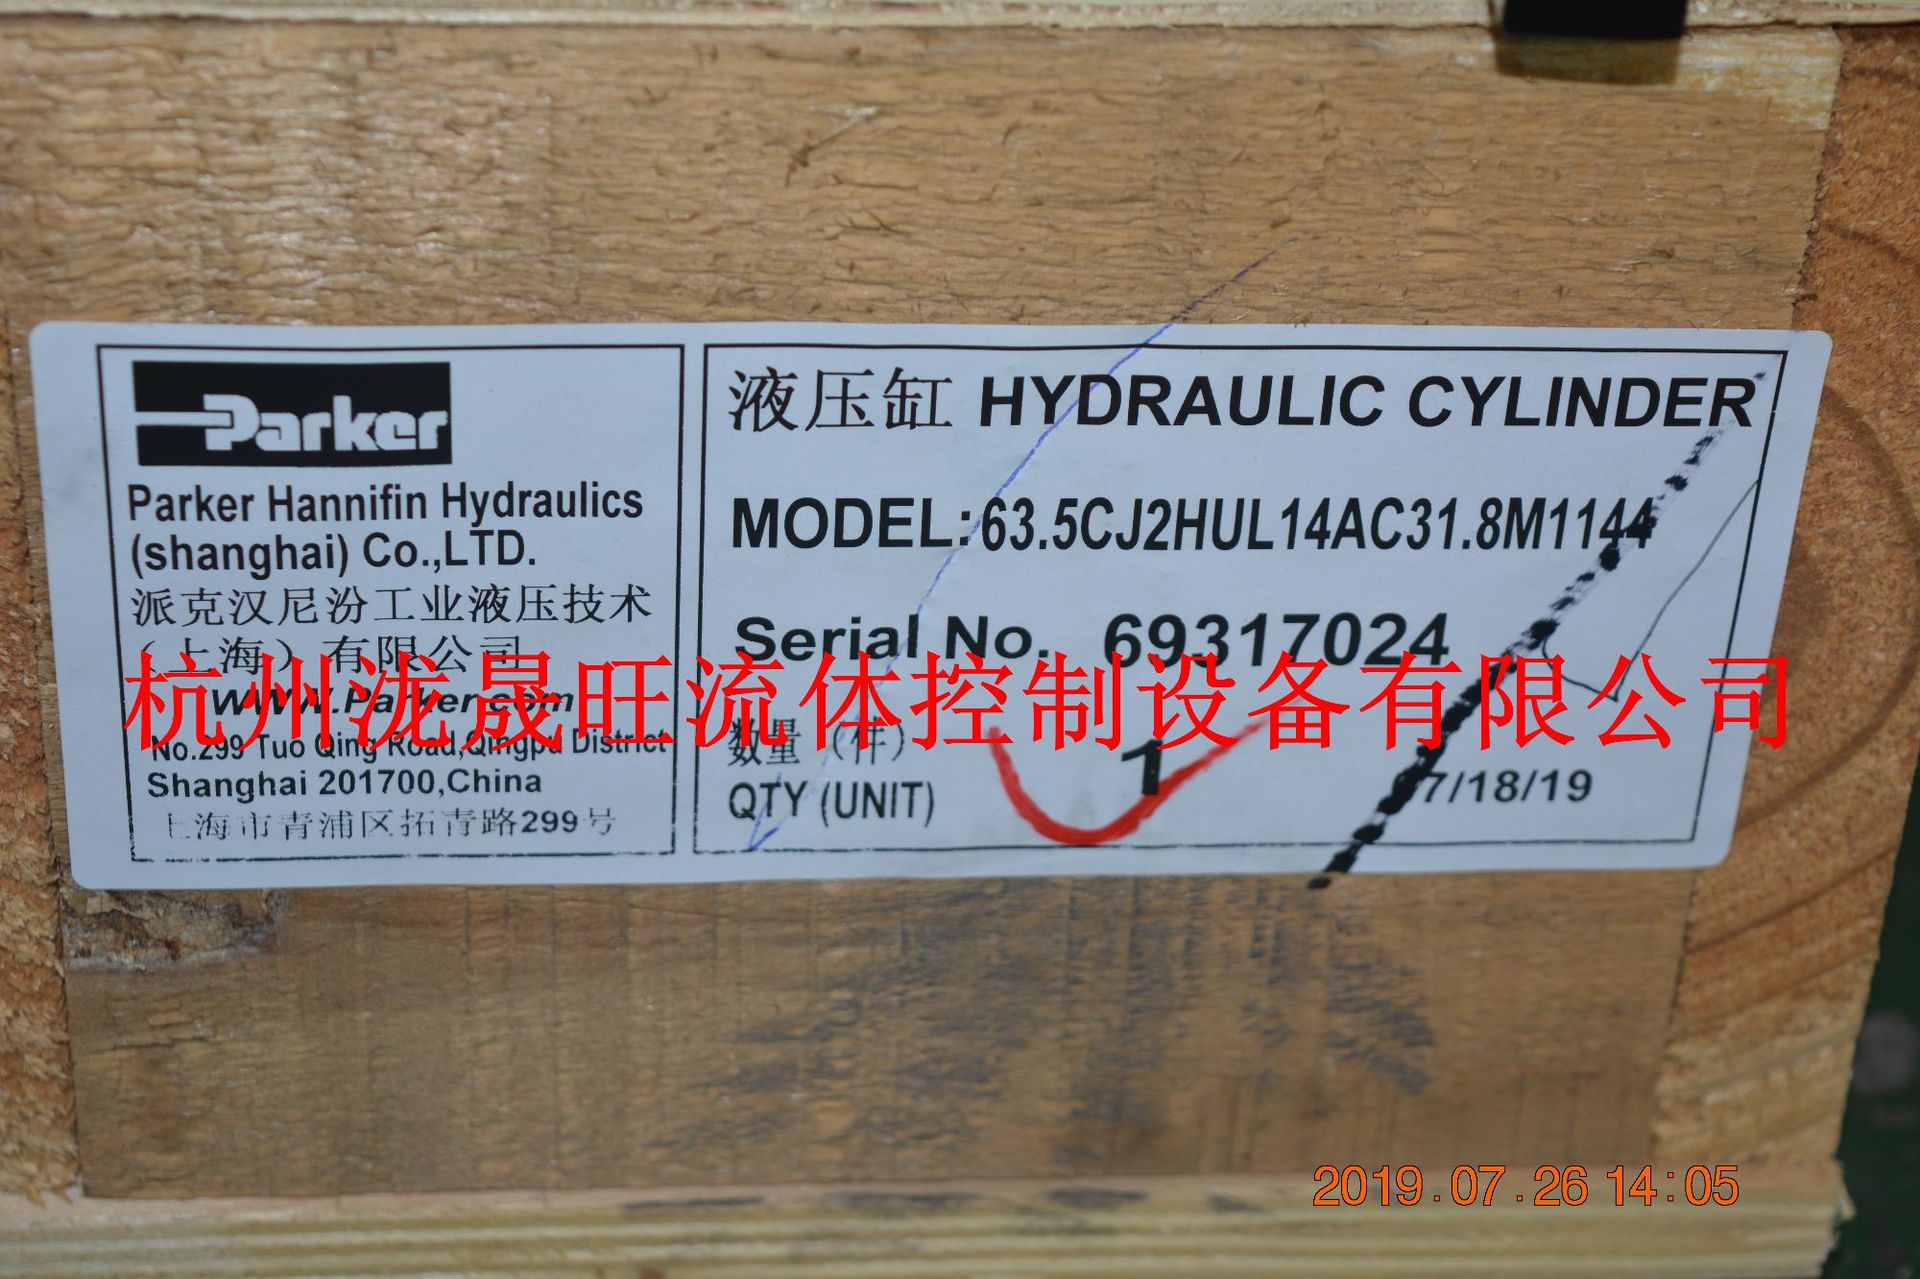 Parker
Parker Hannifin Hydraulics
(shanghai) Co.,LTD.
派克汉尼汾工业液压技术
（上海）有限公司
WWW.Parker.com
No.299 Tuo Qing Road,Qingpu District
Shanghai 201700,China
上海市青浦区拓青路299号
液压缸 HYDRAULIC CYLINDER
MODEL:63.5CJ2HUL14AC31.8M1144
Serial No. 69317024
数量（件）
QTY (UNIT) 1 7/18/19
杭州泷晟旺流体控制设备有限公司
2019.07.26 14:05